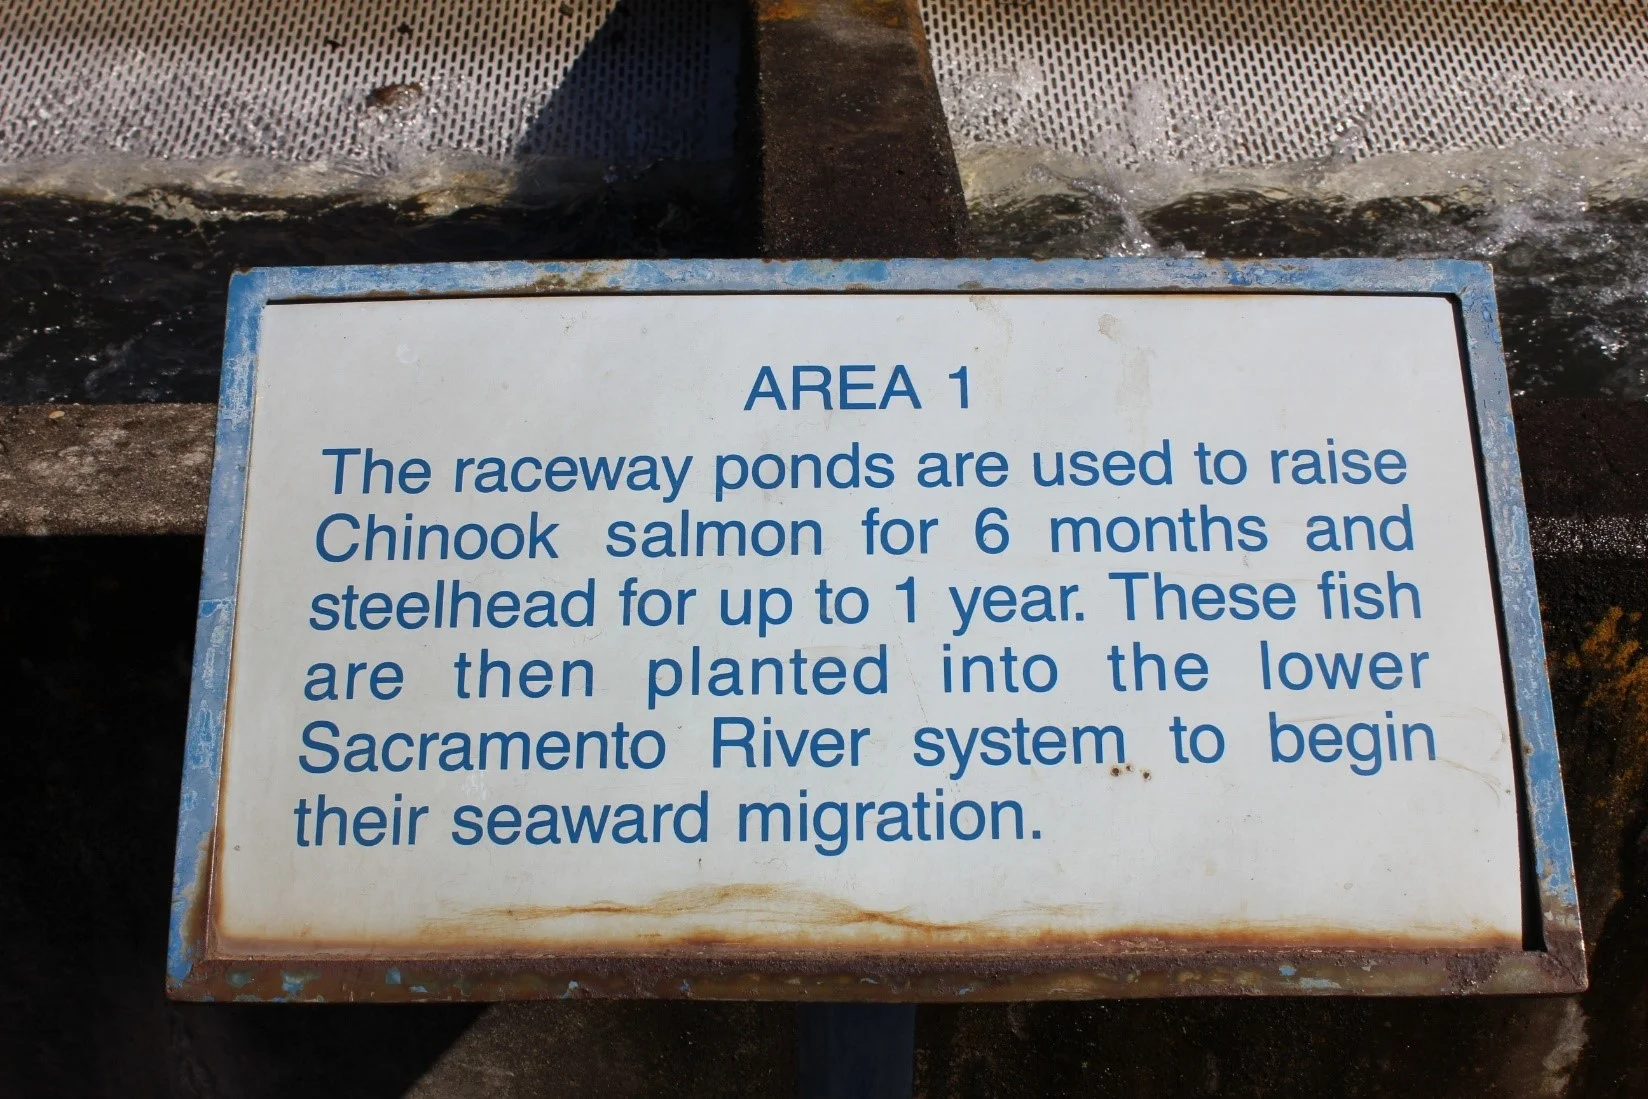 AREA 1
The raceway ponds are used to raise
Chinook salmon for 6 months and
steelhead for up to 1 year. These fish
are then planted into the lower
Sacramento River system to begin
their seaward migration.